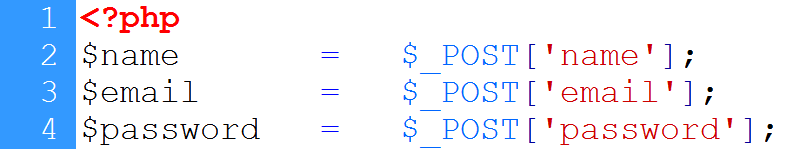 1 <?php
2 $name = $_POST['name'];
3 $email = $_POST['email'];
4 $password = $_POST['password'];